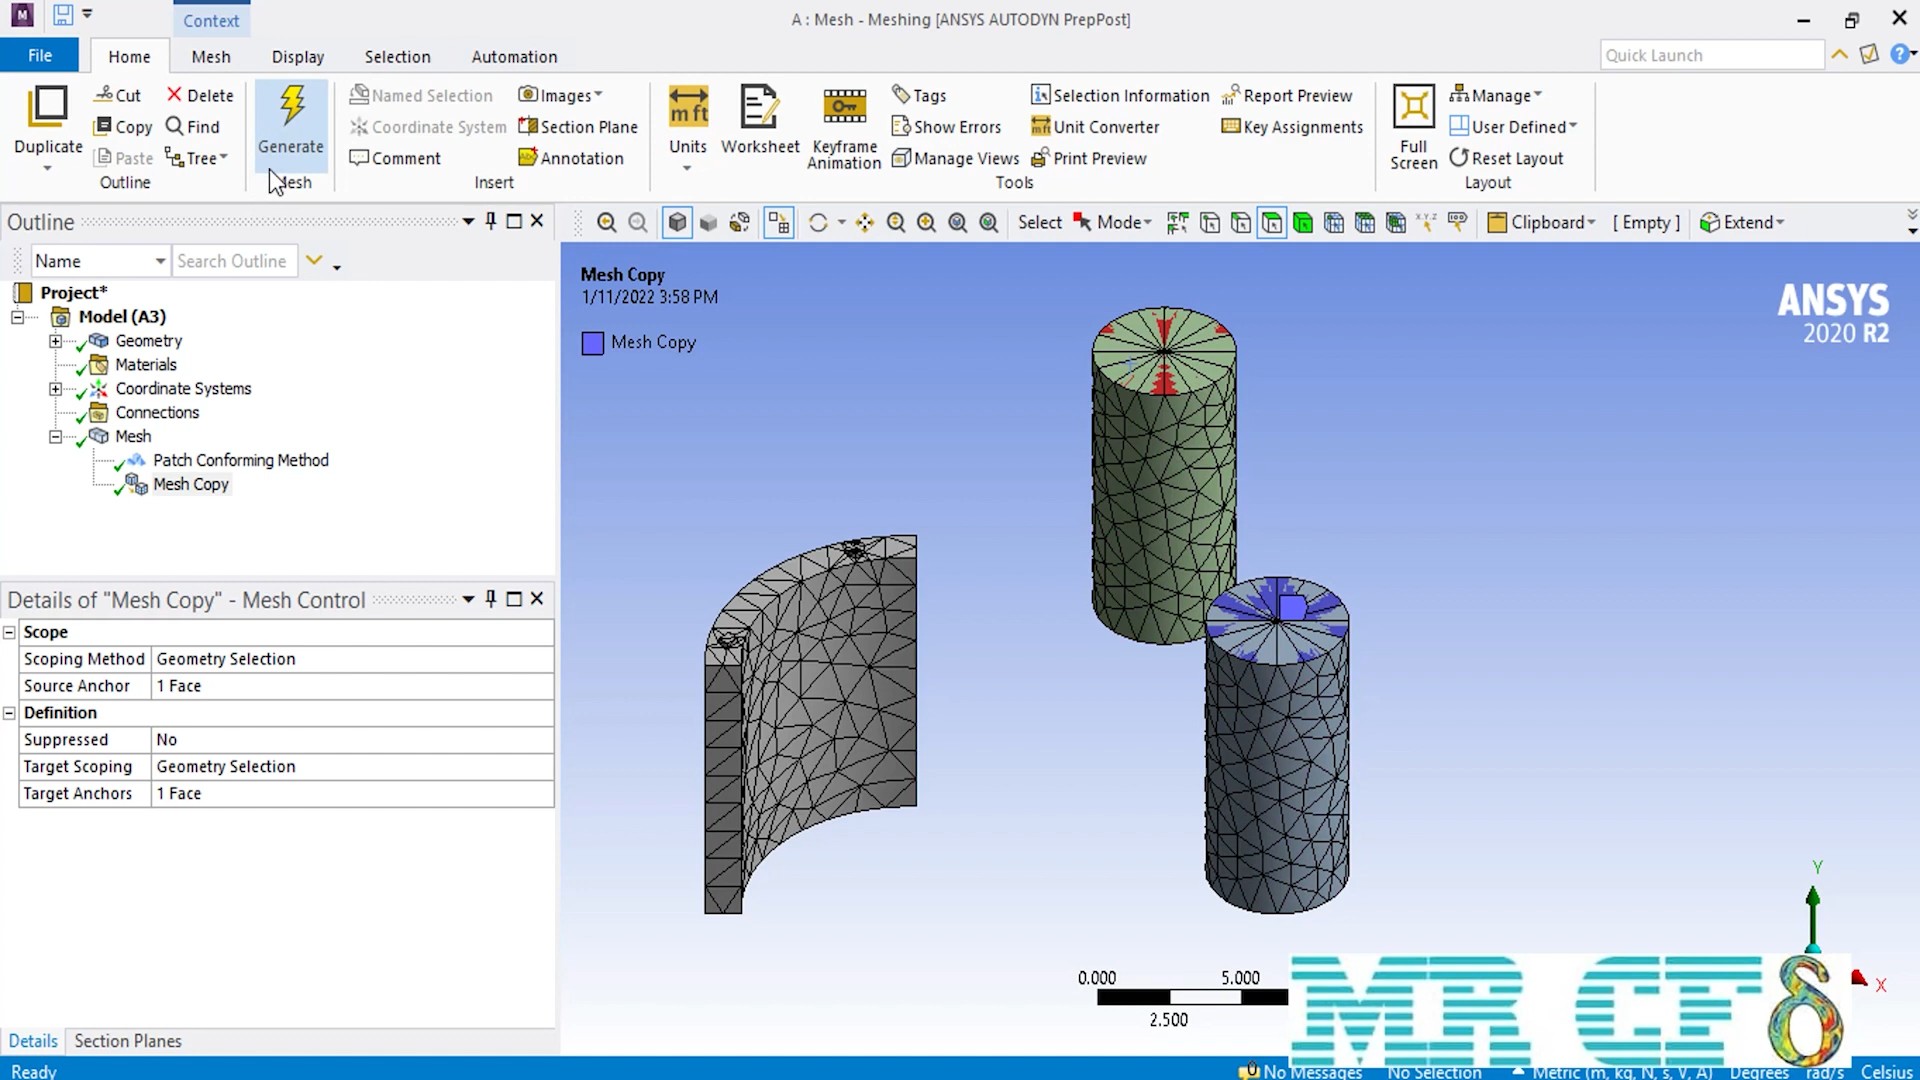 Context
A : Mesh - Meshing [ANSYS AUTODYN PrepPost]
File
Home
Mesh
Display
Selection
Automation
Quick Launch
Duplicate
Cut
Copy
Paste
Delete
Find
Tree
Outline
Generate
Mesh
Named Selection
Coordinate System
Comment
Images
Section Plane
Annotation
Insert
Units
Worksheet
Keyframe
Animation
Tags
Show Errors
Manage Views
Selection Information
Unit Converter
Print Preview
Report Preview
Key Assignments
Tools
Full
Screen
Manage
User Defined
Reset Layout
Layout
Outline
Select
Mode
Clipboard
[ Empty ]
Extend
Name
Search Outline
Project*
Model (A3)
Geometry
Materials
Coordinate Systems
Connections
Mesh
Patch Conforming Method
Mesh Copy
Details of "Mesh Copy" - Mesh Control
Scope
Scoping Method Geometry Selection
Source Anchor 1 Face
Definition
Suppressed No
Target Scoping Geometry Selection
Target Anchors 1 Face
Details
Section Planes
Mesh Copy
1/11/2022 3:58 PM
Mesh Copy
ANSYS
2020 R2
Y
X
0.000
5.000
2.500
MR CFδ
Ready
No Messages
No Selection
Metric (m, kg, N, s, V, A)
Degrees
rad/s
Celsius